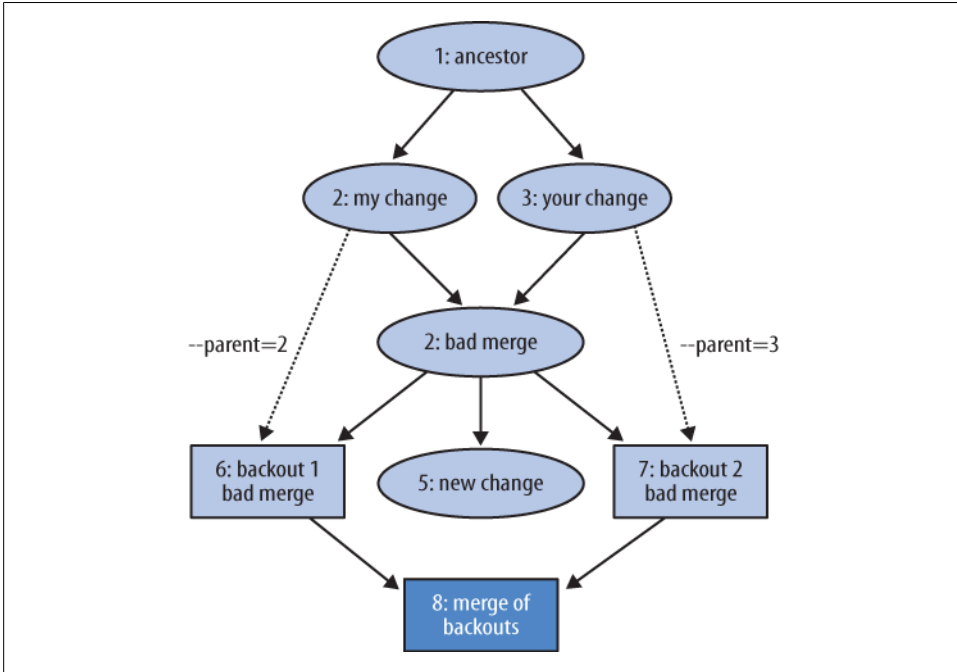 1: ancestor
2: my change
3: your change
--parent=2
2: bad merge
--parent=3
6: backout 1
bad merge
5: new change
7: backout 2
bad merge
8: merge of
backouts